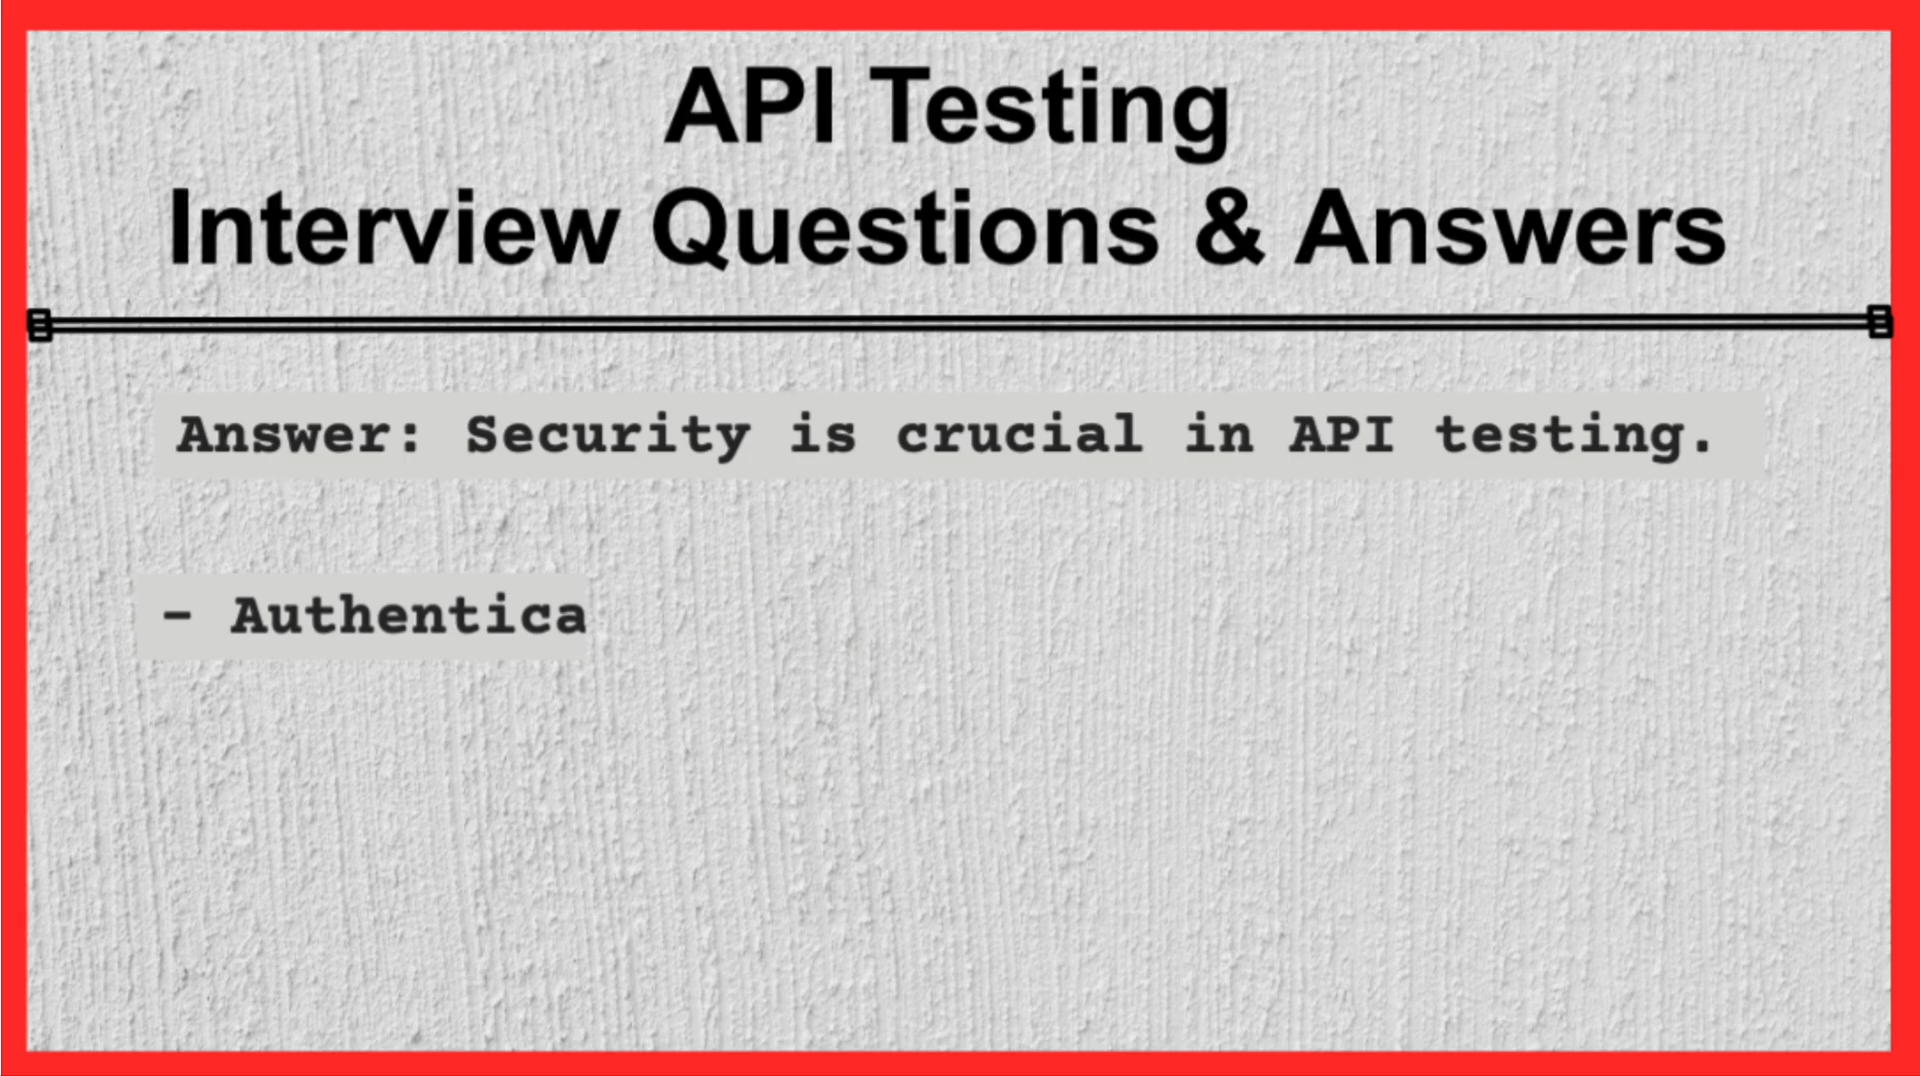 API Testing
Interview Questions & Answers
Answer: Security is crucial in API testing.
- Authentica